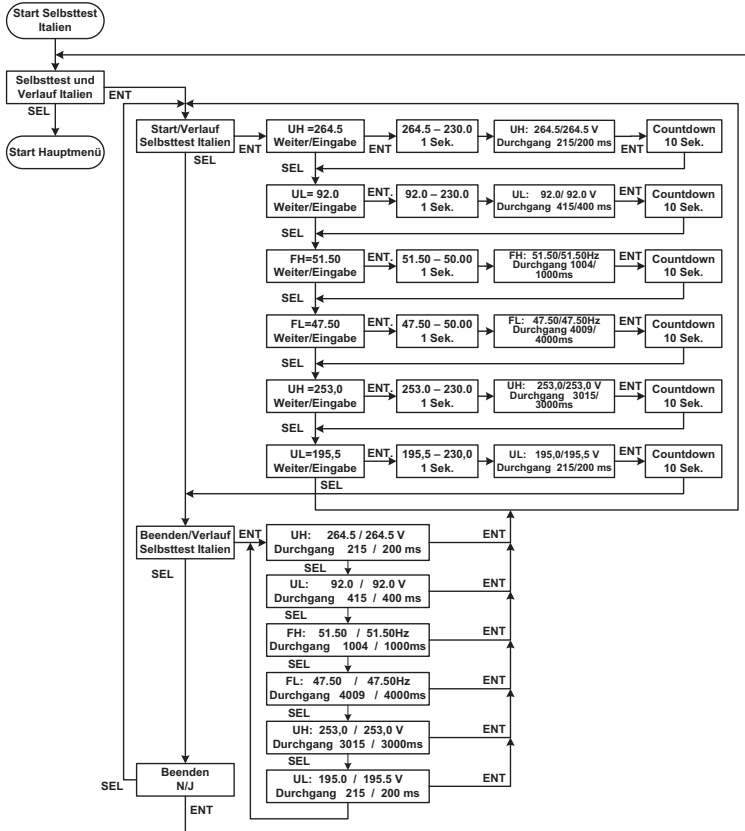 Start Selbsttest
Italien
Selbsttest und
Verlauf Italien
ENT
SEL
Start Hauptmenü
Start/Verlauf
Selbsttest Italien
ENT
SEL
UH =264.5
Weiter/Eingabe
ENT
264.5 – 230.0
1 Sek.
UH: 264.5/264.5 V
Durchgang 215/200 ms
ENT
Countdown
10 Sek.
SEL
UL= 92.0
Weiter/Eingabe
ENT.
92.0 – 230.0
1 Sek.
UL: 92.0/ 92.0 V
Durchgang 415/400 ms
ENT
Countdown
10 Sek.
SEL
FH=51.50
Weiter/Eingabe
ENT.
51.50 – 50.00
1 Sek.
FH: 51.50/51.50Hz
Durchgang 1004/
1000ms
ENT
Countdown
10 Sek.
SEL
FL=47.50
Weiter/Eingabe
ENT.
47.50 – 50.00
1 Sek.
FL: 47.50/47.50Hz
Durchgang 4009/
4000ms
ENT
Countdown
10 Sek.
SEL
UH =253,0
Weiter/Eingabe
ENT.
253.0 – 230.0
1 Sek.
UH: 253,0/253,0 V
Durchgang 3015/
3000ms
ENT
Countdown
10 Sek.
SEL
UL=195,5
Weiter/Eingabe
ENT.
195,5 – 230,0
1 Sek.
UL: 195,0/195,5 V
Durchgang 215/200 ms
ENT
Countdown
10 Sek.
SEL
Beenden/Verlauf
Selbsttest Italien
ENT
SEL
UH: 264.5 / 264.5 V
Durchgang 215 / 200 ms
ENT
SEL
UL: 92.0 / 92.0 V
Durchgang 415 / 400 ms
ENT
SEL
FH: 51.50 / 51.50Hz
Durchgang 1004 / 1000ms
ENT
SEL
FL: 47.50 / 47.50Hz
Durchgang 4009 / 4000ms
ENT
SEL
UH: 253,0 / 253,0 V
Durchgang 3015 / 3000ms
ENT
SEL
UL: 195.0 / 195.5 V
Durchgang 215 / 200 ms
ENT
Beenden
N/J
SEL
ENT